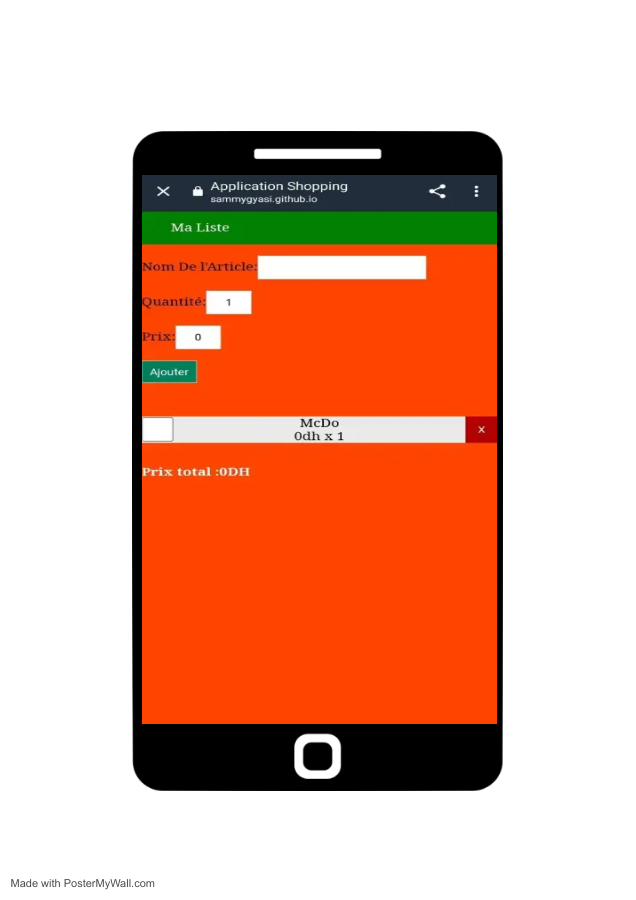 Application Shopping
sammygyasi.github.io
Ma Liste
Nom De l'Article:
Quantité: 1
Prix: 0
Ajouter
McDo
0dh x 1
x
Prix total :0DH
Made with PosterMyWall.com